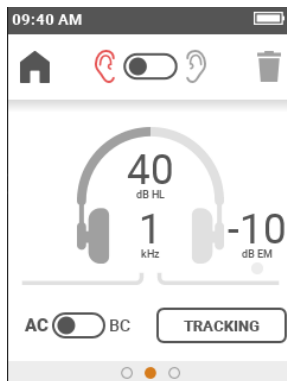 09:40 AM
40
dB HL
1
kHz
-10
dB EM
AC BC
TRACKING